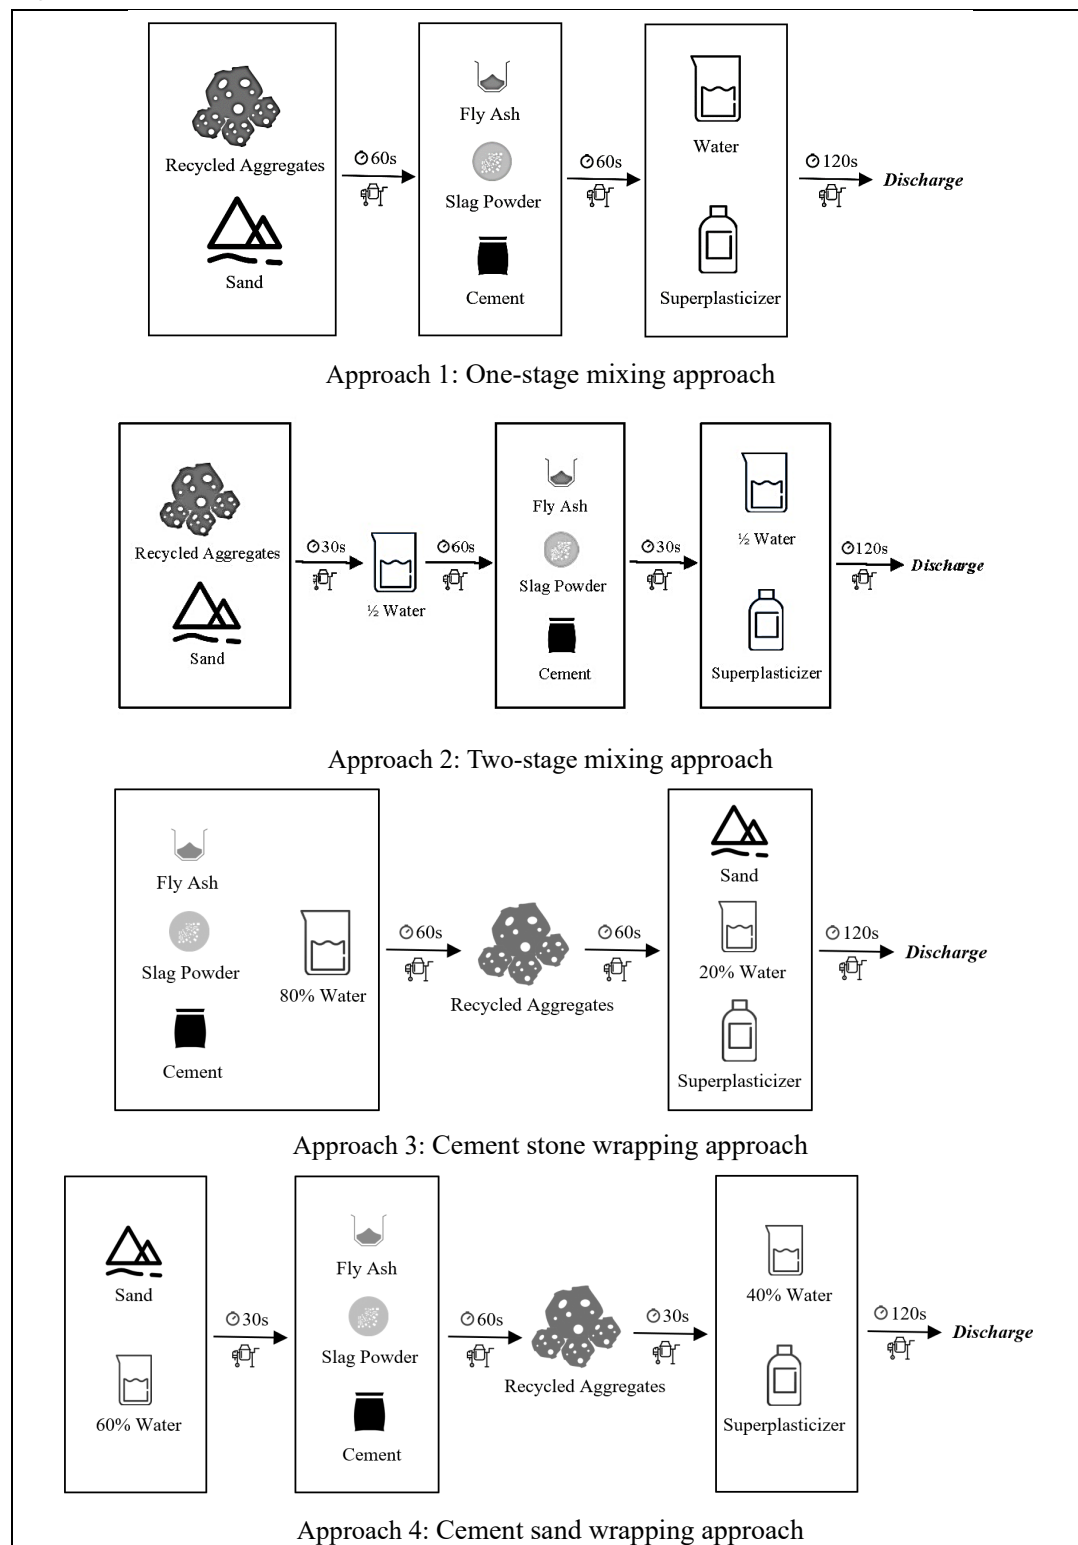 Recycled Aggregates
Sand
60s
Fly Ash
Slag Powder
Cement
60s
Water
Superplasticizer
120s
Discharge
Approach 1: One-stage mixing approach
Recycled Aggregates
Sand
30s
½ Water
60s
Fly Ash
Slag Powder
Cement
30s
½ Water
Superplasticizer
120s
Discharge
Approach 2: Two-stage mixing approach
Fly Ash
Slag Powder
Cement
80% Water
60s
Recycled Aggregates
60s
Sand
20% Water
Superplasticizer
120s
Discharge
Approach 3: Cement stone wrapping approach
Sand
60% Water
30s
Fly Ash
Slag Powder
Cement
60s
Recycled Aggregates
30s
40% Water
Superplasticizer
120s
Discharge
Approach 4: Cement sand wrapping approach